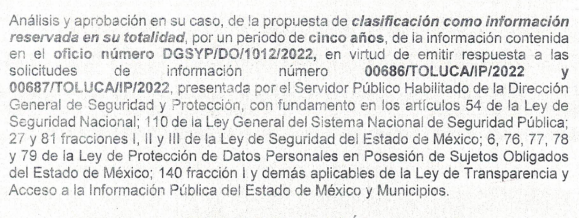 Análisis y aprobación en su caso, de la propuesta de clasificación como información
reservada en su totalidad, por un periodo de cinco años, de la información contenida
en el oficio número DGSYP/DO/1012/2022, en virtud de emitir respuesta a las
solicitudes de información número 00686/TOLUCA/IP/2022 y
00687/TOLUCA/IP/2022, presentada por el Servidor Público Habilitado de la Dirección
General de Seguridad y Protección, con fundamento en los artículos 54 de la Ley de
Seguridad Nacional; 110 de la Ley General del Sistema Nacional de Seguridad Pública;
27 y 81 fracciones I, II y III de la Ley de Seguridad del Estado de México; 6, 76, 77, 78
y 79 de la Ley de Protección de Datos Personales en Posesión de Sujetos Obligados
del Estado de México; 140 fracción I y demás aplicables de la Ley de Transparencia y
Acceso a la Información Pública del Estado de México y Municipios.